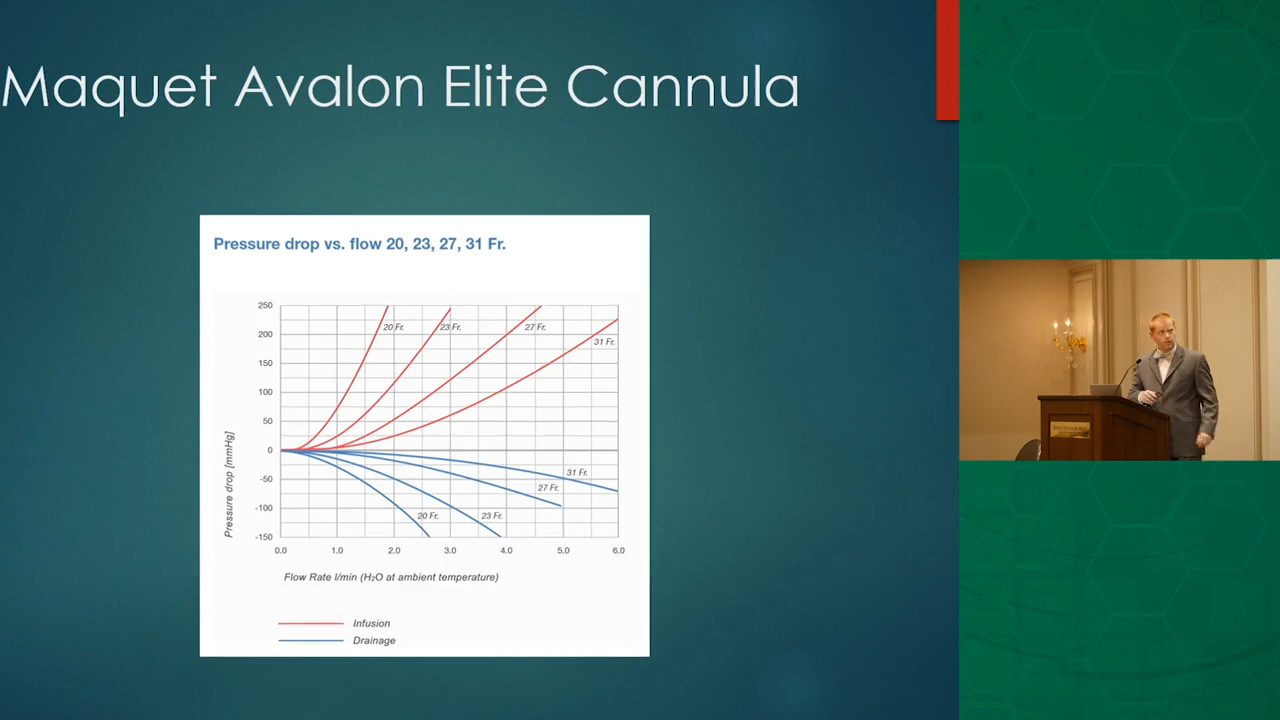 Maquet Avalon Elite Cannula
Pressure drop vs. flow 20, 23, 27, 31 Fr.
250
200
150
100
50
0
-50
-100
-150
Pressure drop [mmHg]
20 Fr.
23 Fr.
27 Fr.
31 Fr.
31 Fr.
27 Fr.
20 Fr.
23 Fr.
0.0 1.0 2.0 3.0 4.0 5.0 6.0
Flow Rate l/min (H₂O at ambient temperature)
Infusion
Drainage